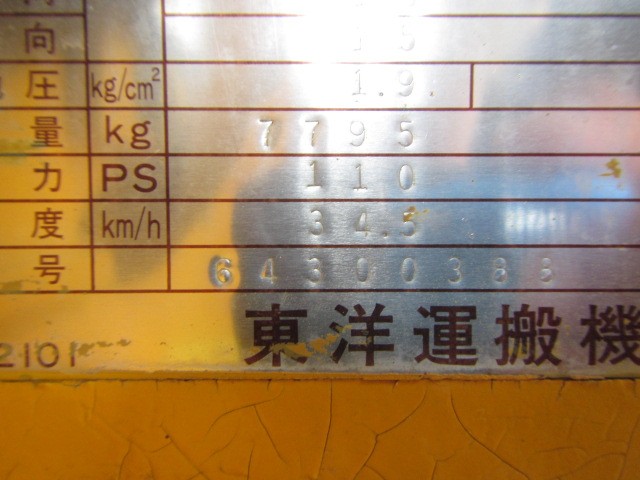 向 15
圧 kg/cm² 1.9.
量 kg 7795
力 PS 110
度 km/h 34.5
号 64300388
2101 東洋運搬機